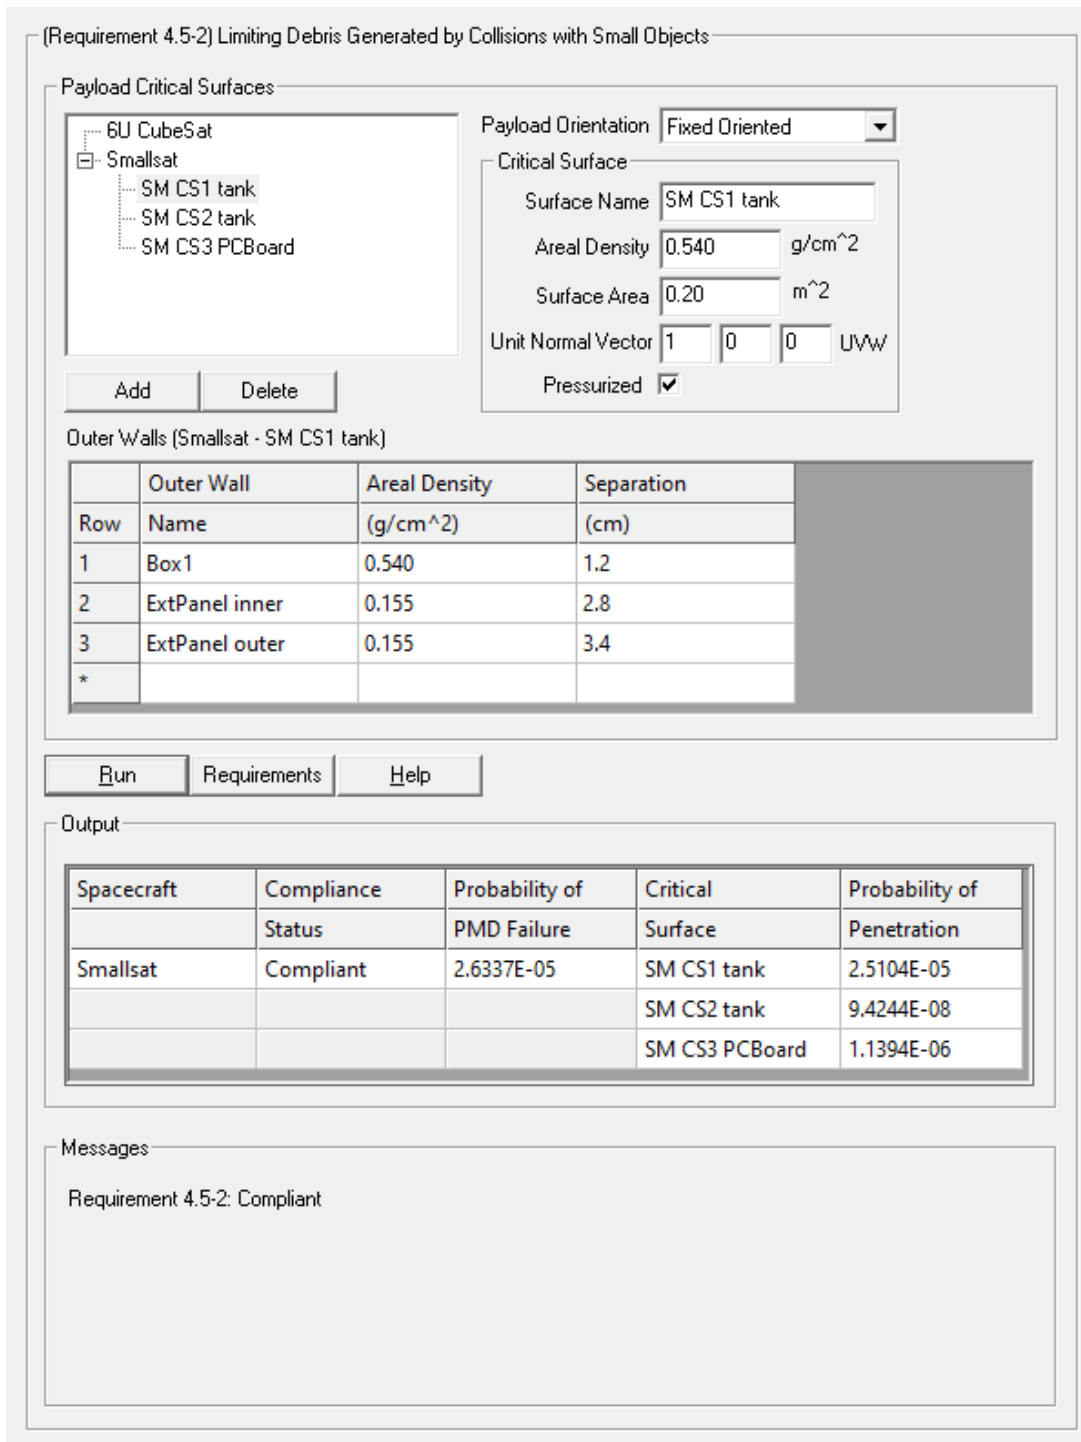 (Requirement 4.5-2) Limiting Debris Generated by Collisions with Small Objects
Payload Critical Surfaces
6U CubeSat
Smallsat
SM CS1 tank
SM CS2 tank
SM CS3 PCBoard
Payload Orientation Fixed Oriented
Critical Surface
Surface Name SM CS1 tank
Areal Density 0.540 g/cm^2
Surface Area 0.20 m^2
Unit Normal Vector 1 0 0 UVW
Pressurized
Add Delete
Outer Walls (Smallsat - SM CS1 tank)
Outer Wall Areal Density Separation
Row Name (g/cm^2) (cm)
1 Box1 0.540 1.2
2 ExtPanel inner 0.155 2.8
3 ExtPanel outer 0.155 3.4
*
Run Requirements Help
Output
Spacecraft Compliance Probability of Critical Probability of
Status PMD Failure Surface Penetration
Smallsat Compliant 2.6337E-05 SM CS1 tank 2.5104E-05
SM CS2 tank 9.4244E-08
SM CS3 PCBoard 1.1394E-06
Messages
Requirement 4.5-2: Compliant